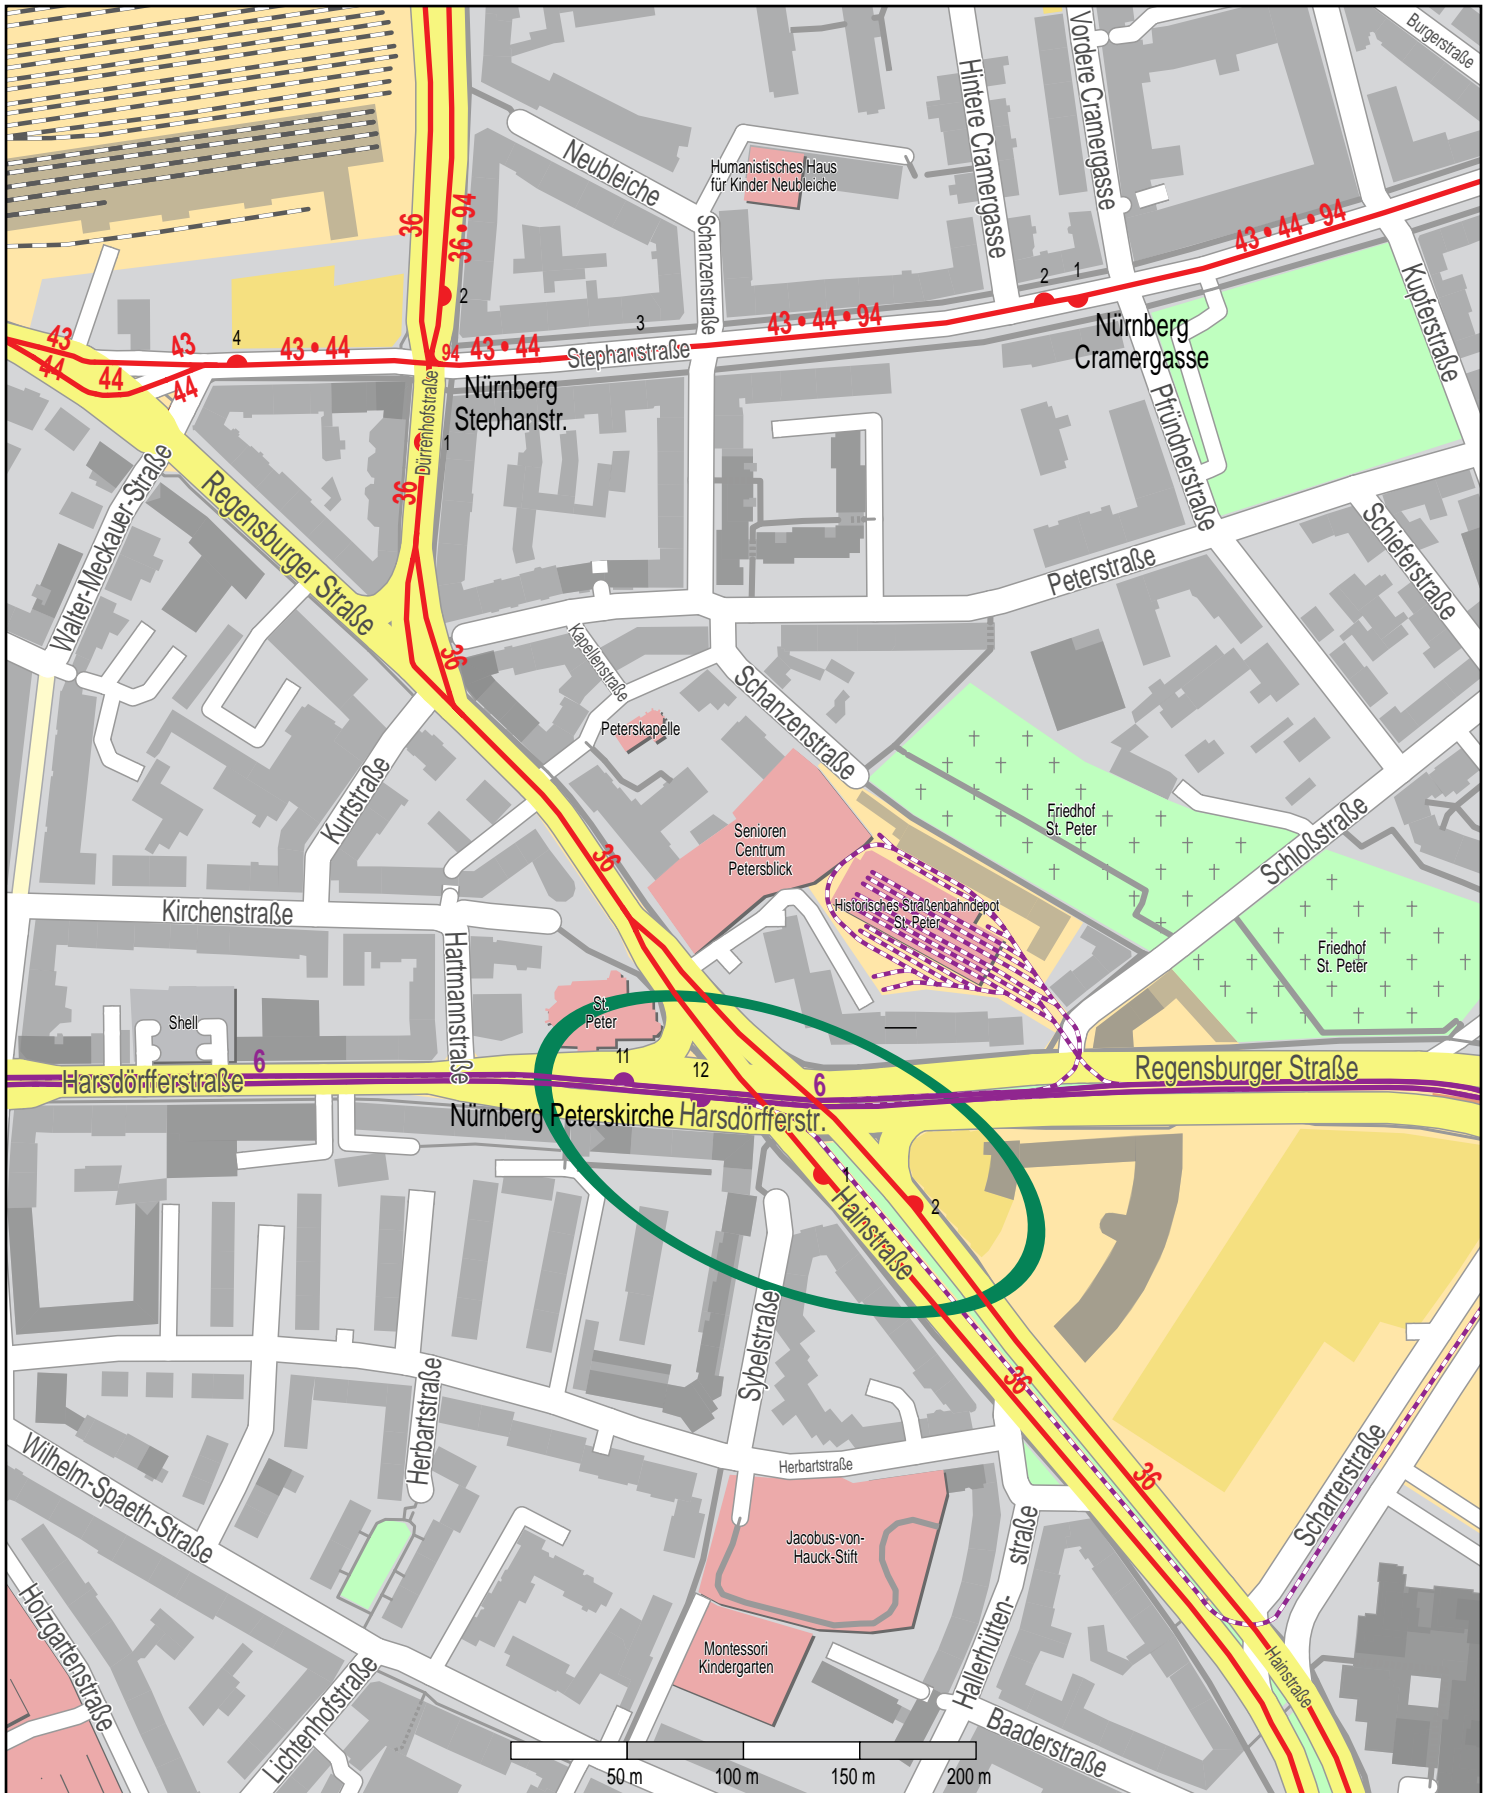 Burgerstraße
Vordere Cramergasse
Hintere Cramergasse
Neubleiche
Humanistisches Haus
für Kinder Neubleiche
Schanzenstraße
36
36 • 94
43 • 44 • 94
2
2
1
Kupferstraße
43
43
4
43 • 44
94
43 • 44
3
43 • 44 • 94
Stephanstraße
Nürnberg
Cramergasse
44
44
44
Nürnberg
Stephanstr.
Dürrenhofstraße
1
36
Pfründnerstraße
Walter-Meckauer-Straße
Regensburger Straße
Schieferstraße
Peterstraße
Kapellenstraße
36
Schanzenstraße
Peterskapelle
Kurtstraße
Senioren
Centrum
Petersblick
Friedhof
St. Peter
Schloßstraße
36
Kirchenstraße
Historisches Straßenbahndepot
St. Peter
Friedhof
St. Peter
Hartmannstraße
St.
Peter
Shell
6
11
12
6
Harsdörfferstraße
Regensburger Straße
Nürnberg Peterskirche
Harsdörfferstr.
1
2
Hainstraße
Sybelstraße
36
Herbartstraße
Herbartstraße
Wilhelm-Spaeth-Straße
36
Scharrerstraße
Jacobus-von-
Hauck-Stift
Hallerhütten-
straße
Holzgartenstraße
Montessori
Kindergarten
Hainstraße
Lichtenhofstraße
Baaderstraße
50 m
100 m
150 m
200 m